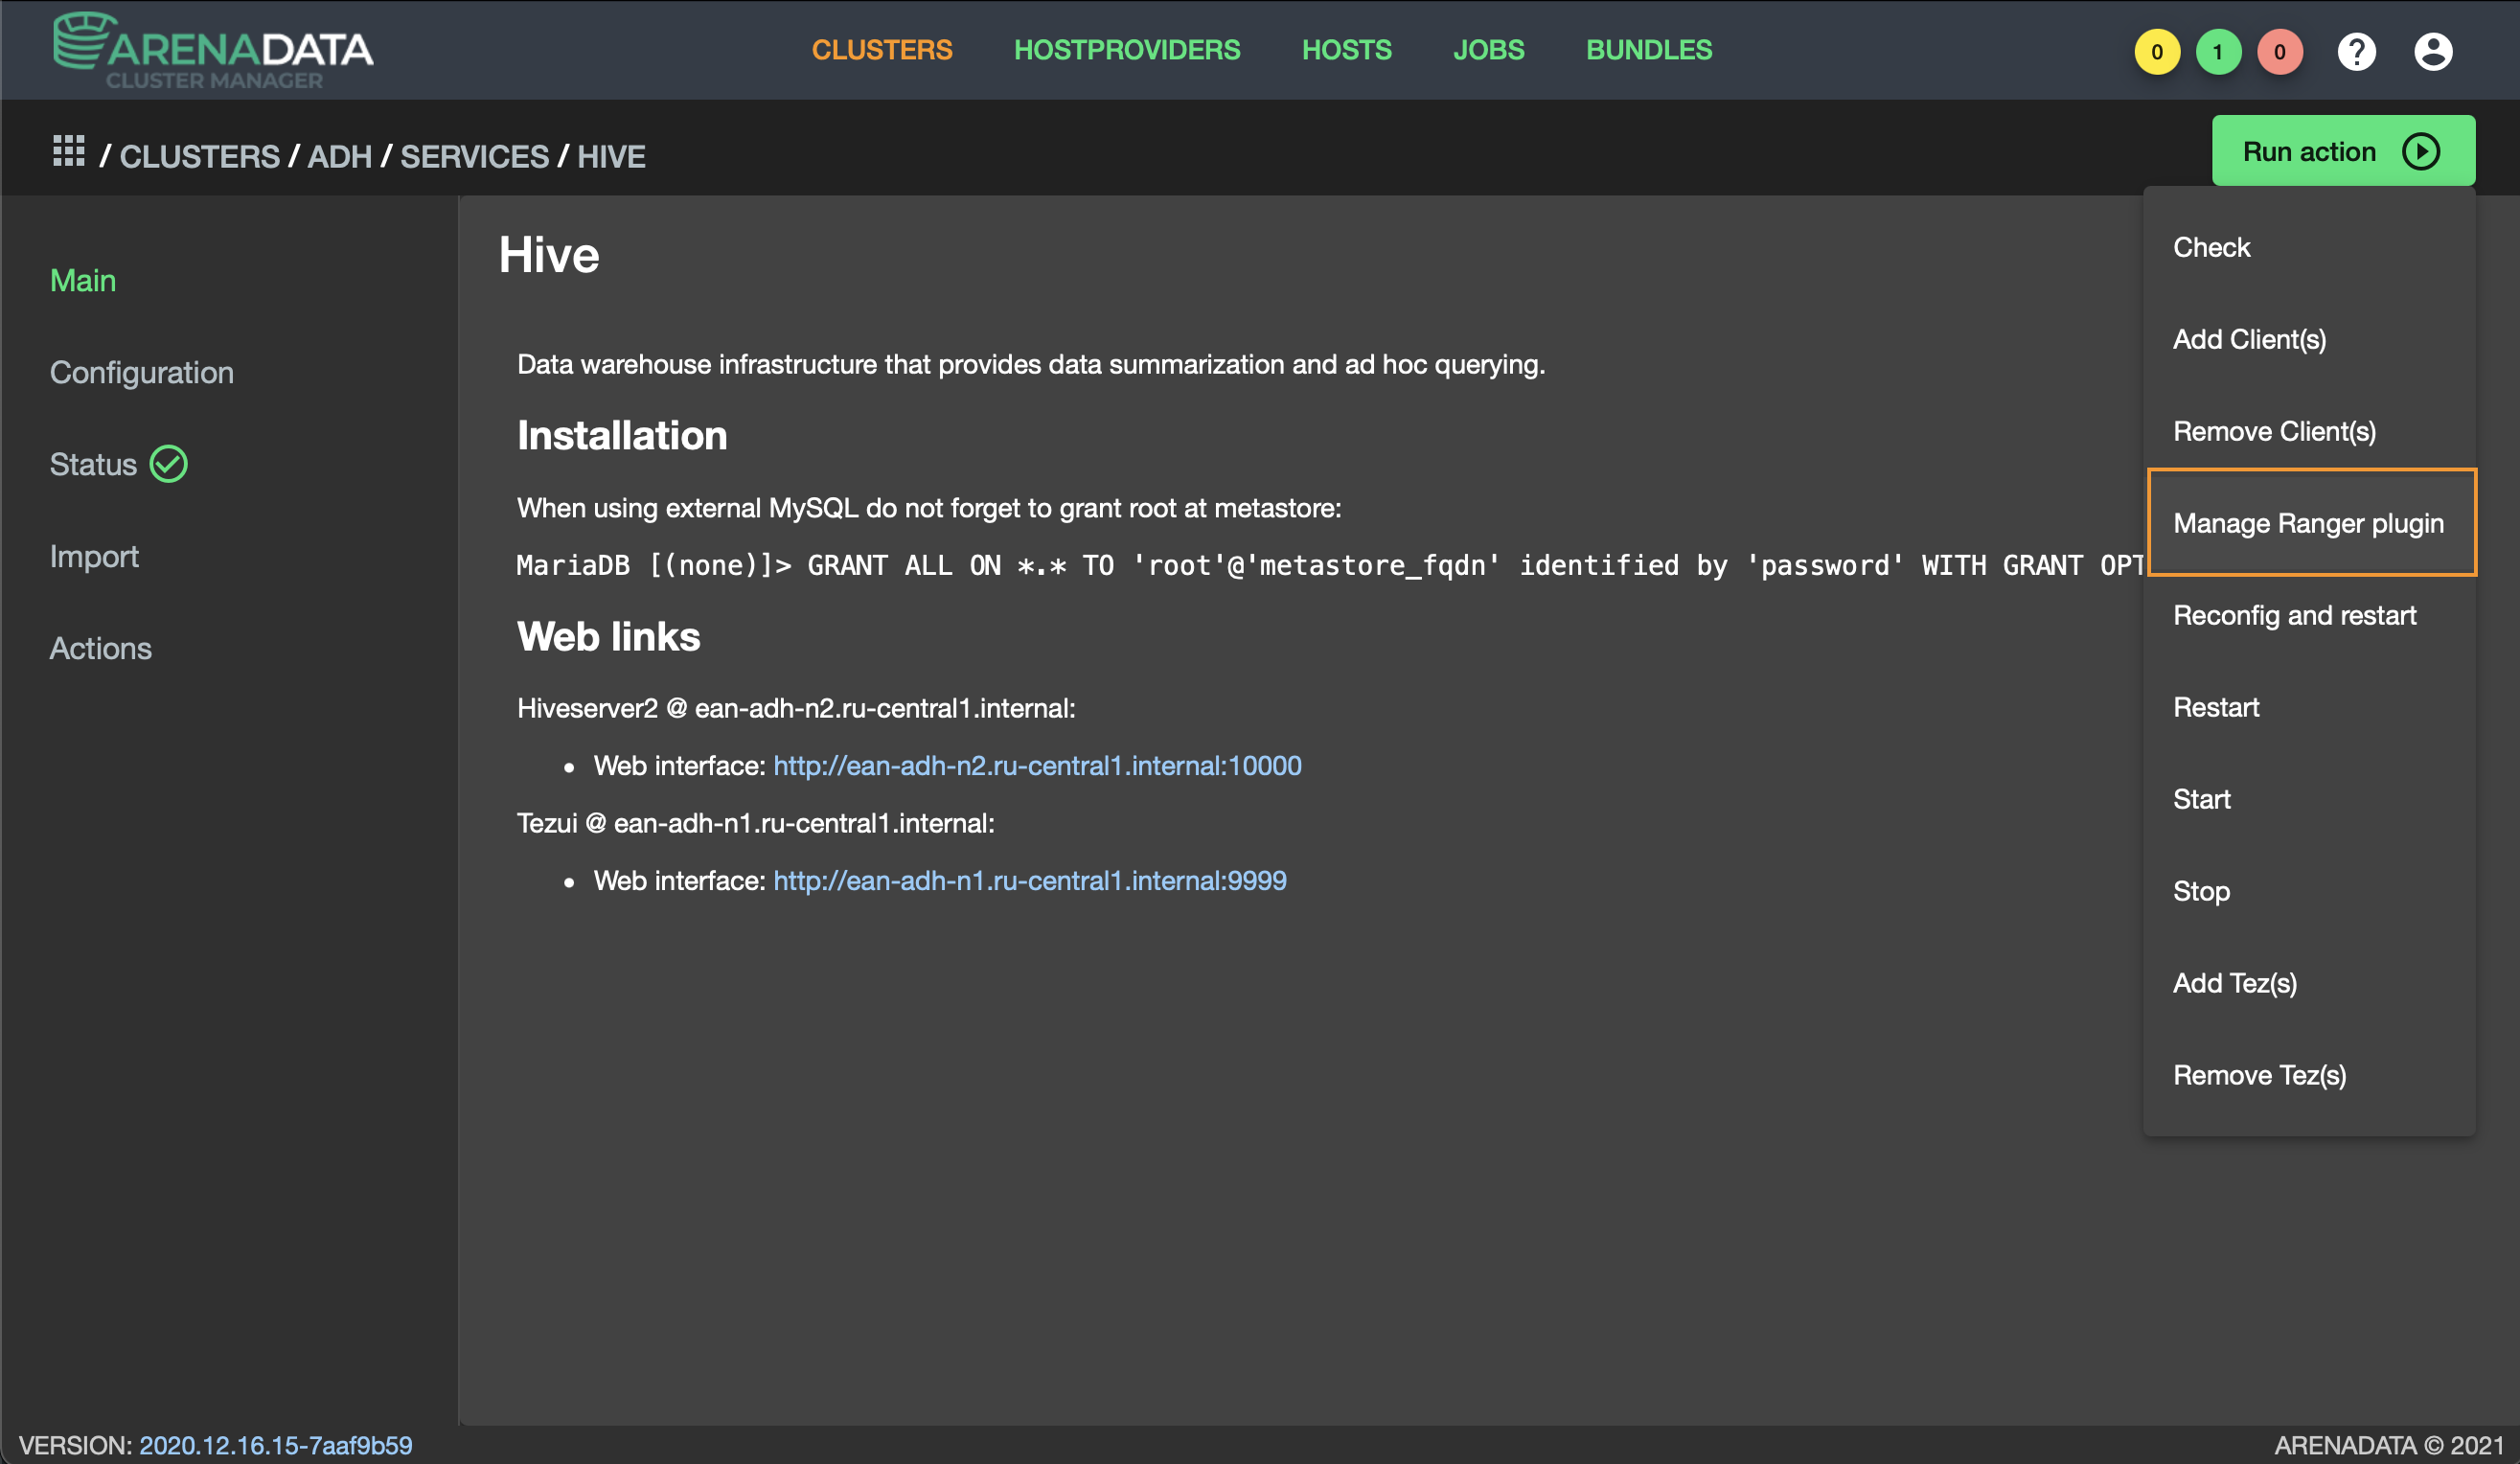 ARENADATA
CLUSTER MANAGER
CLUSTERS HOSTPROVIDERS HOSTS JOBS BUNDLES
0 1 0 ?
/ CLUSTERS / ADH / SERVICES / HIVE
Run action
Main
Configuration
Status
Import
Actions
Hive
Data warehouse infrastructure that provides data summarization and ad hoc querying.
Installation
When using external MySQL do not forget to grant root at metastore:
MariaDB [(none)]> GRANT ALL ON *.* TO 'root'@'metastore_fqdn' identified by 'password' WITH GRANT OPT
Web links
Hiveserver2 @ ean-adh-n2.ru-central1.internal:
• Web interface: http://ean-adh-n2.ru-central1.internal:10000
Tezui @ ean-adh-n1.ru-central1.internal:
• Web interface: http://ean-adh-n1.ru-central1.internal:9999
Check
Add Client(s)
Remove Client(s)
Manage Ranger plugin
Reconfig and restart
Restart
Start
Stop
Add Tez(s)
Remove Tez(s)
VERSION: 2020.12.16.15-7aaf9b59
ARENADATA © 2021